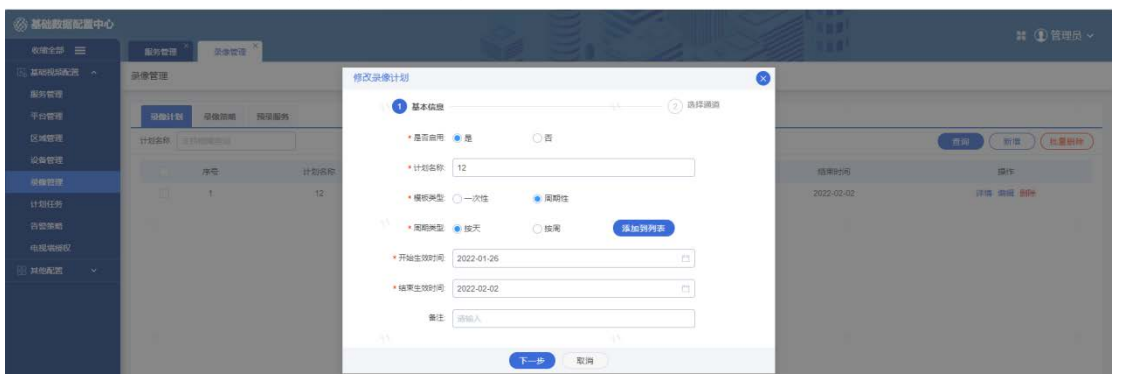 基础数据配置中心
管理员
收缩全部
服务管理
录像管理
基础视频配置
录像管理
服务管理
平台管理
录像计划 录像策略 预录服务
区域管理
计划名称
查询 新增 批量删除
设备管理
序号 计划名称 结束时间 操作
录像管理
1 12 2022-02-02 详情 编辑 删除
计划任务
告警策略
电视墙授权
其他配置
修改录像计划
1 基本信息
2 选择通道
* 是否启用: 是 否
* 计划名称: 12
* 模板类型: 一次性 周期性
* 周期类型: 按天 按周 添加到列表
* 开始生效时间: 2022-01-26
* 结束生效时间: 2022-02-02
备注: 请输入
下一步 取消